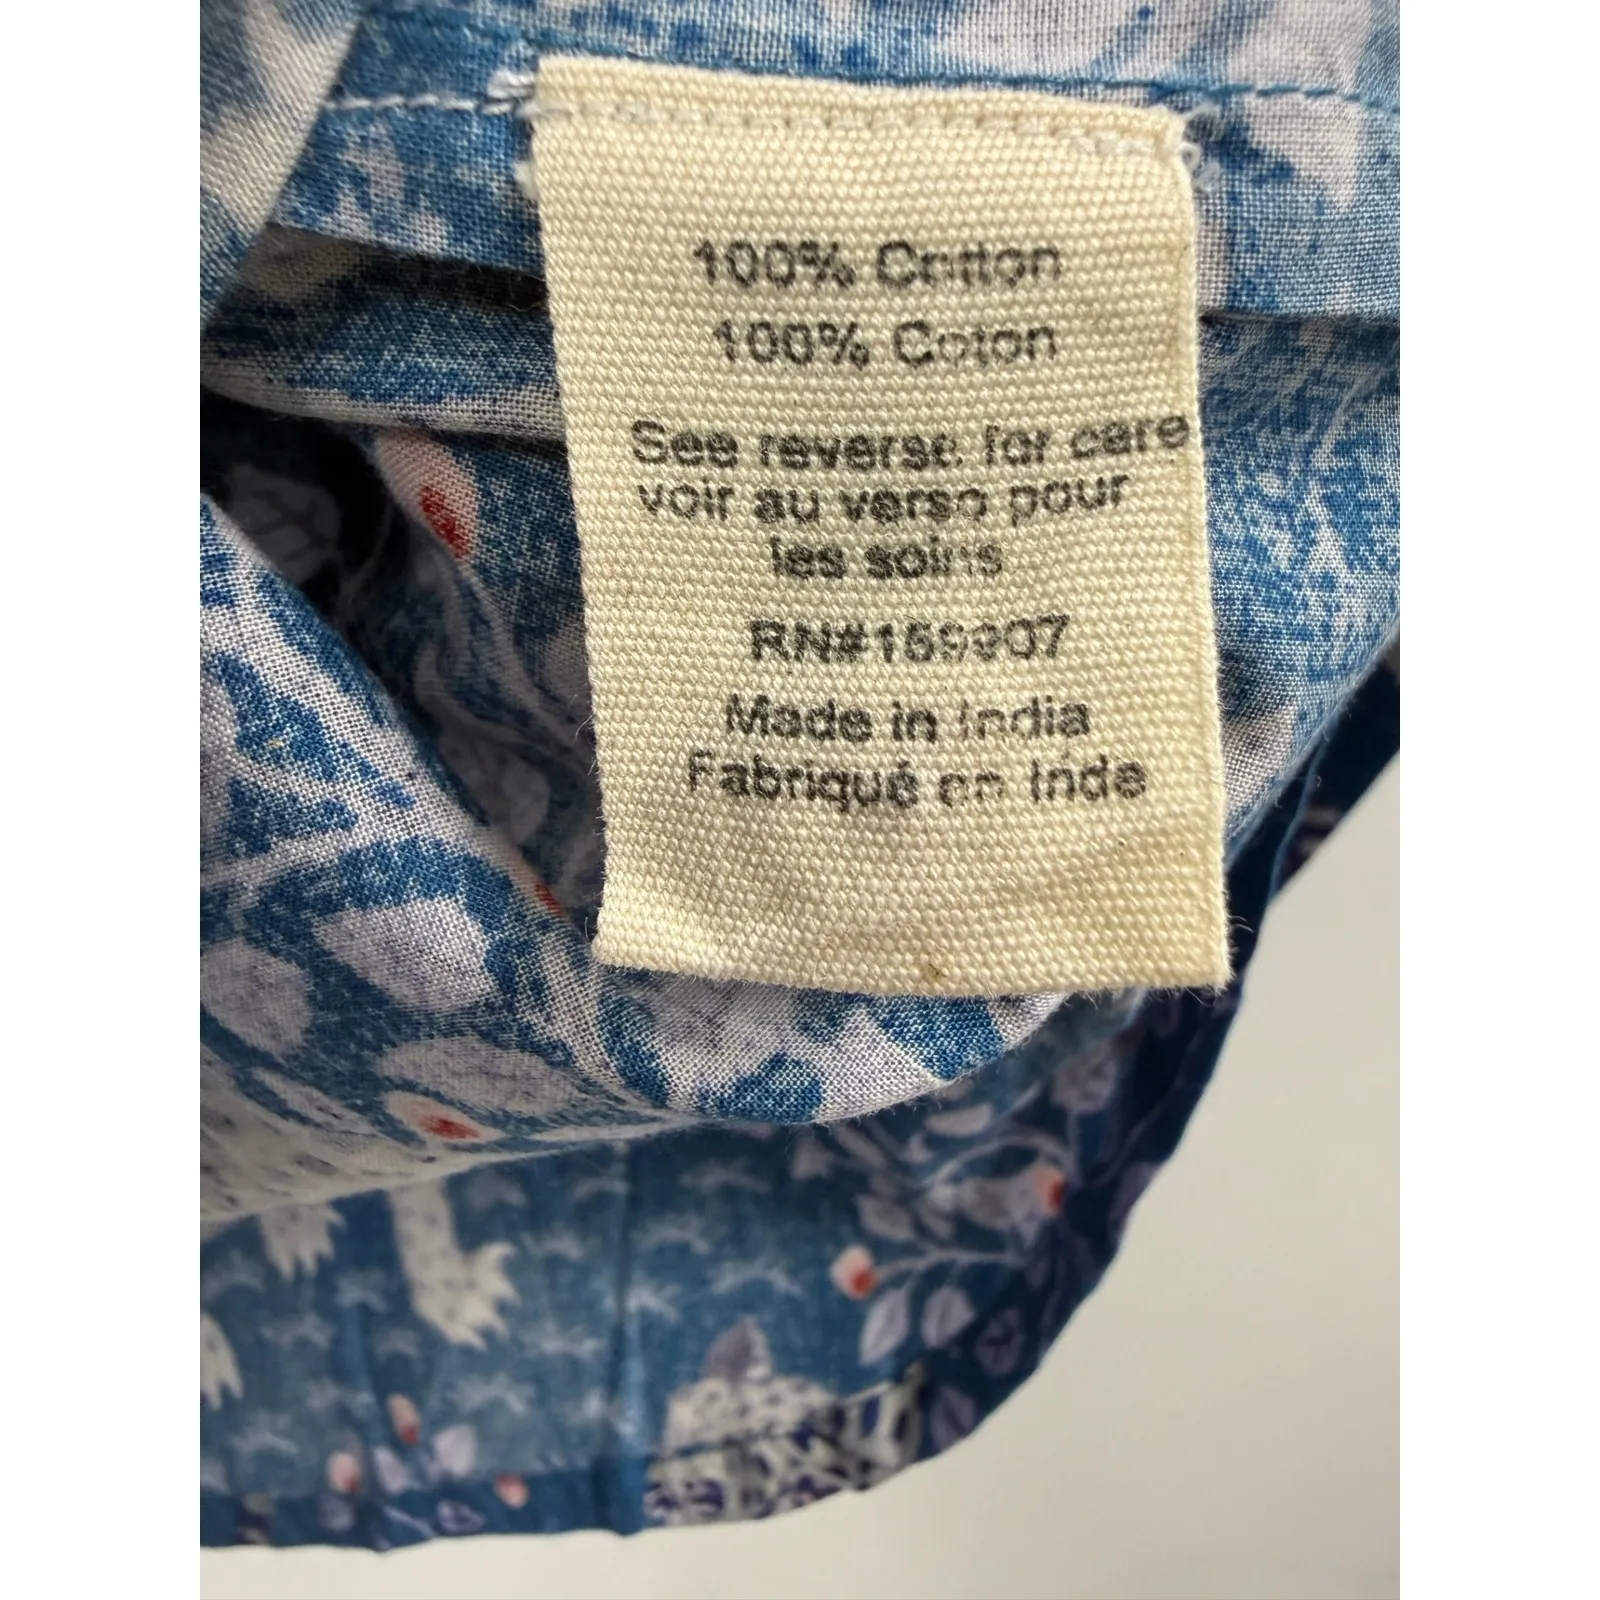 100% Cotton
100% Coton
See reverse for care
voir au verso pour
les soins
RN#159907
Made in India
Fabriqué en Inde